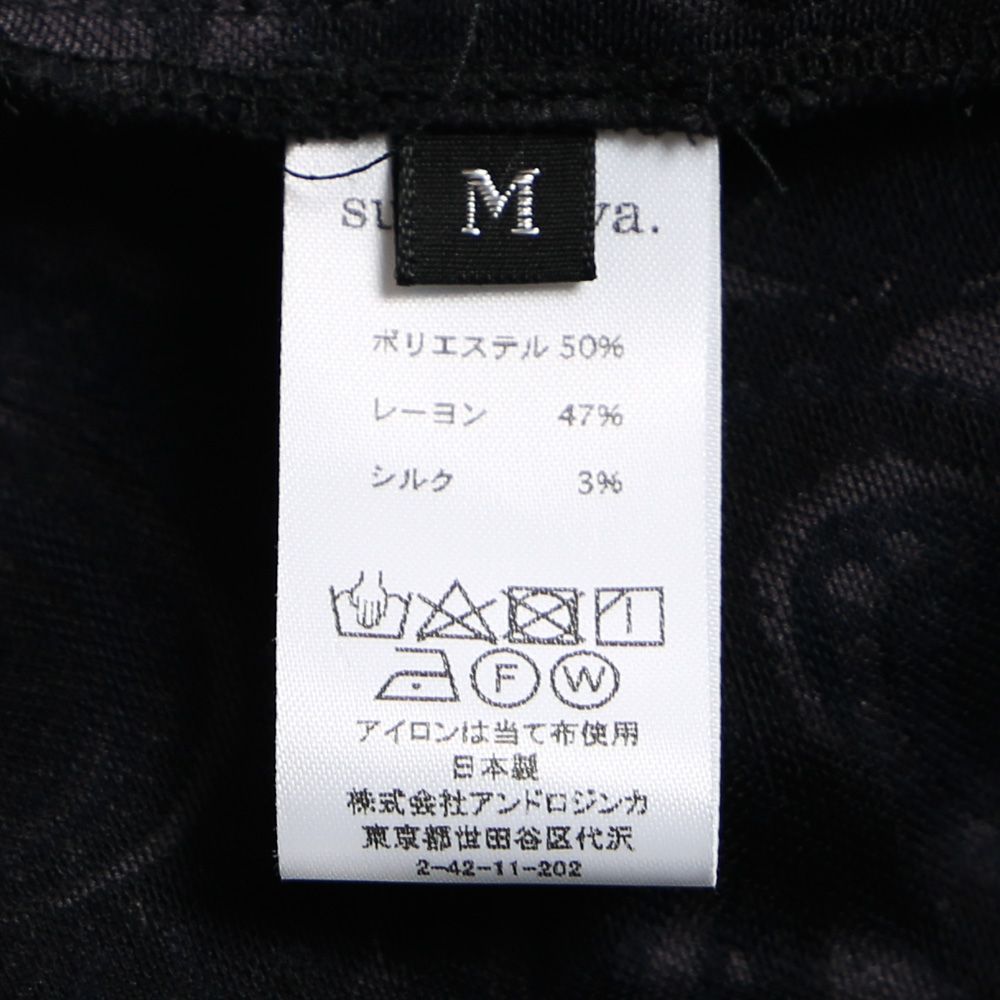 M
ポリエステル 50%
レーヨン 47%
シルク 3%
F W
アイロンは当て布使用
日本製
株式会社アンドロジンカ
東京都世田谷区代沢
2-42-11-202